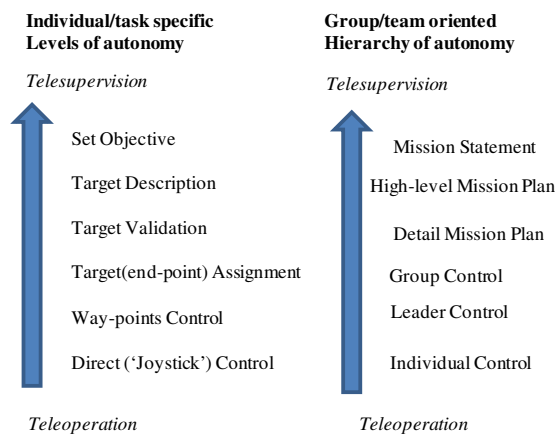 Individual/task specific
Levels of autonomy
Telesupervision
Set Objective
Target Description
Target Validation
Target(end-point) Assignment
Way-points Control
Direct (‘Joystick’) Control
Teleoperation
Group/team oriented
Hierarchy of autonomy
Telesupervision
Mission Statement
High-level Mission Plan
Detail Mission Plan
Group Control
Leader Control
Individual Control
Teleoperation